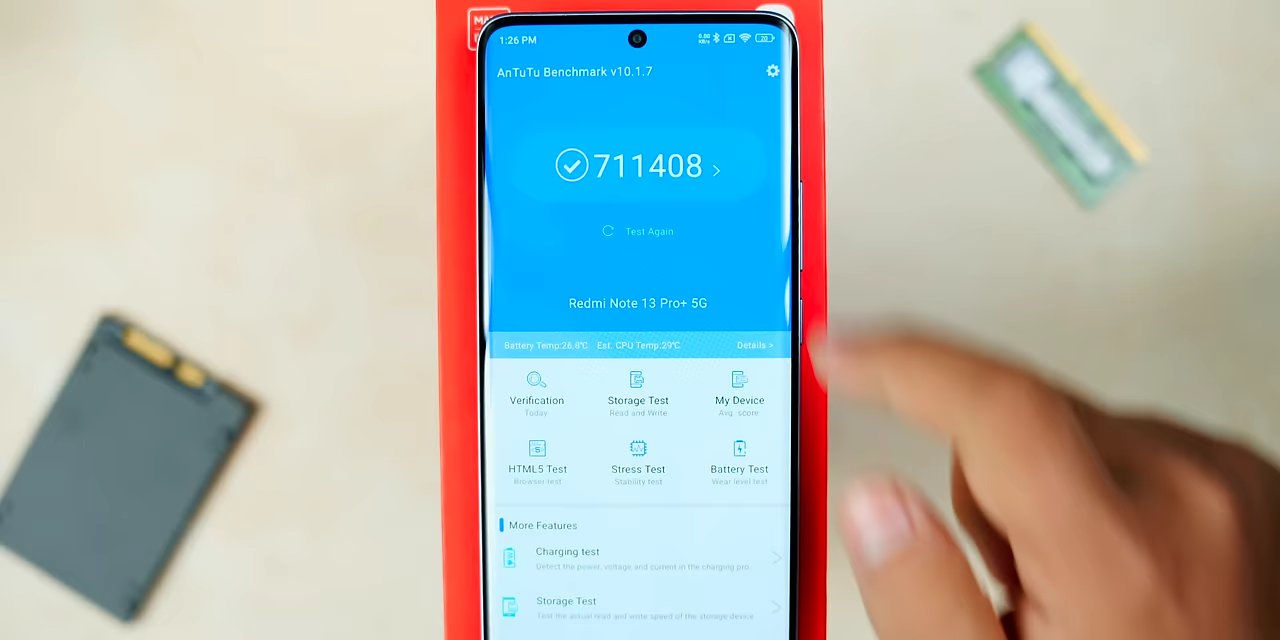 1:26 PM
0.00
KB/s
20
AnTuTu Benchmark v10.1.7
711408
Test Again
Redmi Note 13 Pro+ 5G
Battery Temp:26.8℃ Est. CPU Temp:29℃ Details >
Verification Storage Test My Device
Today Read and Write Avg. score
HTML5 Test Stress Test Battery Test
Browser test Stability test Wear level test
More Features
Charging test
Detect the power, voltage and current in the charging pro
Storage Test
Test the actual read and write speed of the storage device